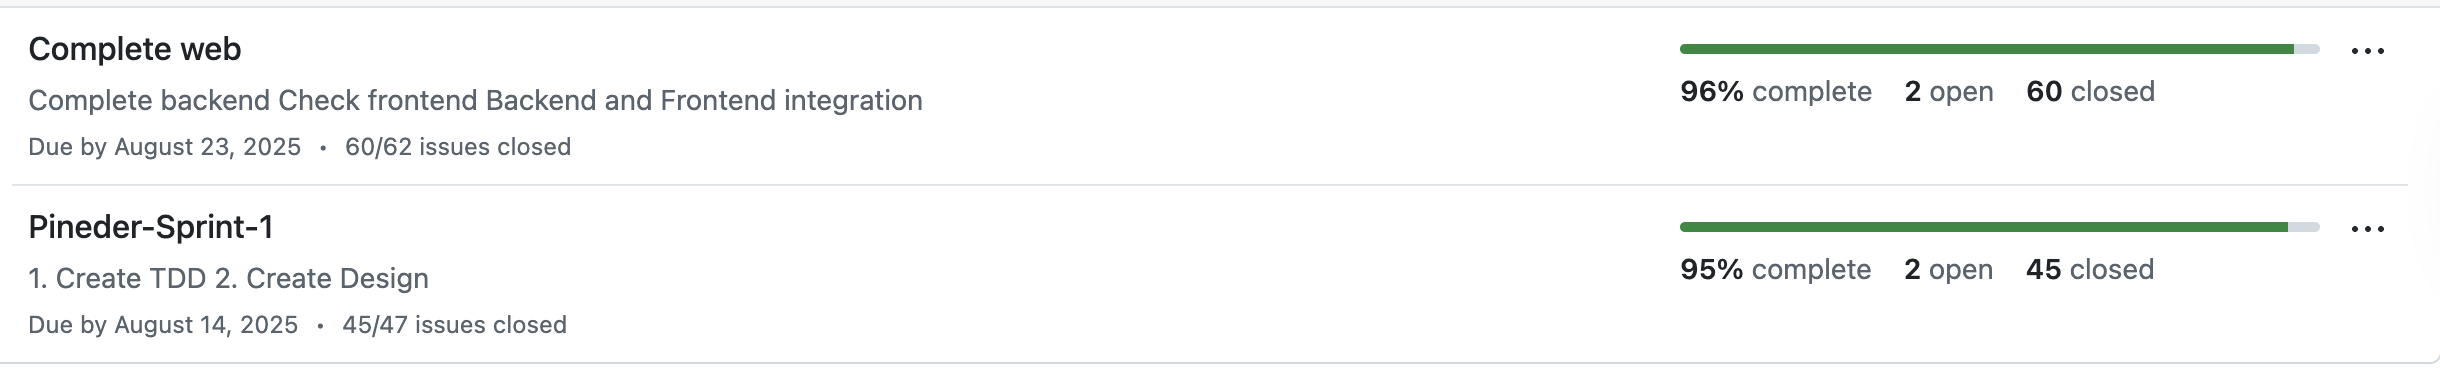 Complete web
Complete backend Check frontend Backend and Frontend integration
Due by August 23, 2025 • 60/62 issues closed
96% complete 2 open 60 closed
Pineder-Sprint-1
1. Create TDD 2. Create Design
Due by August 14, 2025 • 45/47 issues closed
95% complete 2 open 45 closed